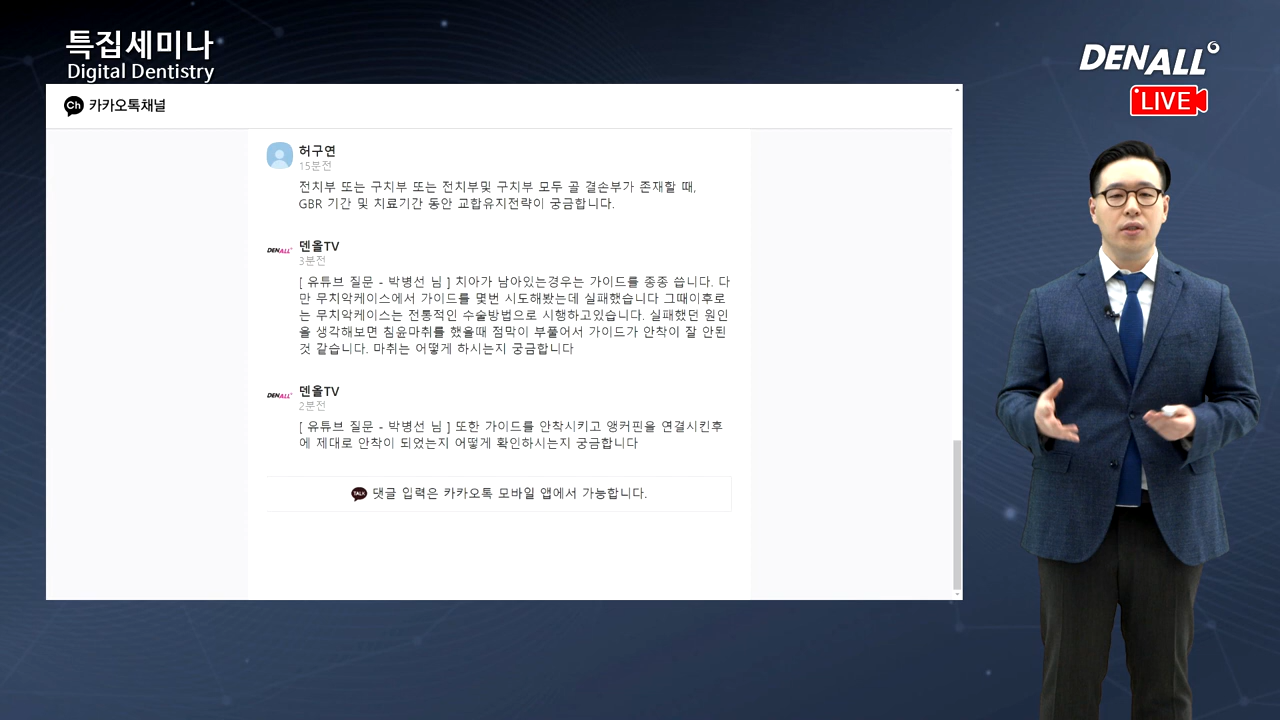 특집세미나
Digital Dentistry
DENALL
LIVE
Ch 카카오톡채널
허구연
15분전
전치부 또는 구치부 또는 전치부및 구치부 모두 골 결손부가 존재할 때,
GBR 기간 및 치료기간 동안 교합유지전략이 궁금합니다.
DENALL 덴올TV
3분전
[ 유튜브 질문 - 박병선 님 ] 치아가 남아있는경우는 가이드를 종종 씁니다. 다
만 무치악케이스에서 가이드를 몇번 시도해봤는데 실패했습니다 그때이후로
는 무치악케이스는 전통적인 수술방법으로 시행하고있습니다. 실패했던 원인
을 생각해보면 침윤마취를 했을때 점막이 부풀어서 가이드가 안착이 잘 안된
것 같습니다. 마취는 어떻게 하시는지 궁금합니다
DENALL 덴올TV
2분전
[ 유튜브 질문 - 박병선 님 ] 또한 가이드를 안착시키고 앵커핀을 연결시킨후
에 제대로 안착이 되었는지 어떻게 확인하시는지 궁금합니다
TALK 댓글 입력은 카카오톡 모바일 앱에서 가능합니다.